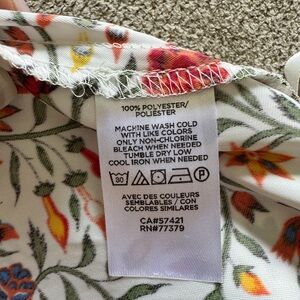 100% POLYESTER/
POLIÉSTER
MACHINE WASH COLD
WITH LIKE COLORS
ONLY NON-CHLORINE
BLEACH WHEN NEEDED
TUMBLE DRY LOW
COOL IRON WHEN NEEDED
30 P
AVEC DES COULEURS
SEMBLABLES / CON
COLORES SIMILARES
CA#57421
RN#77379